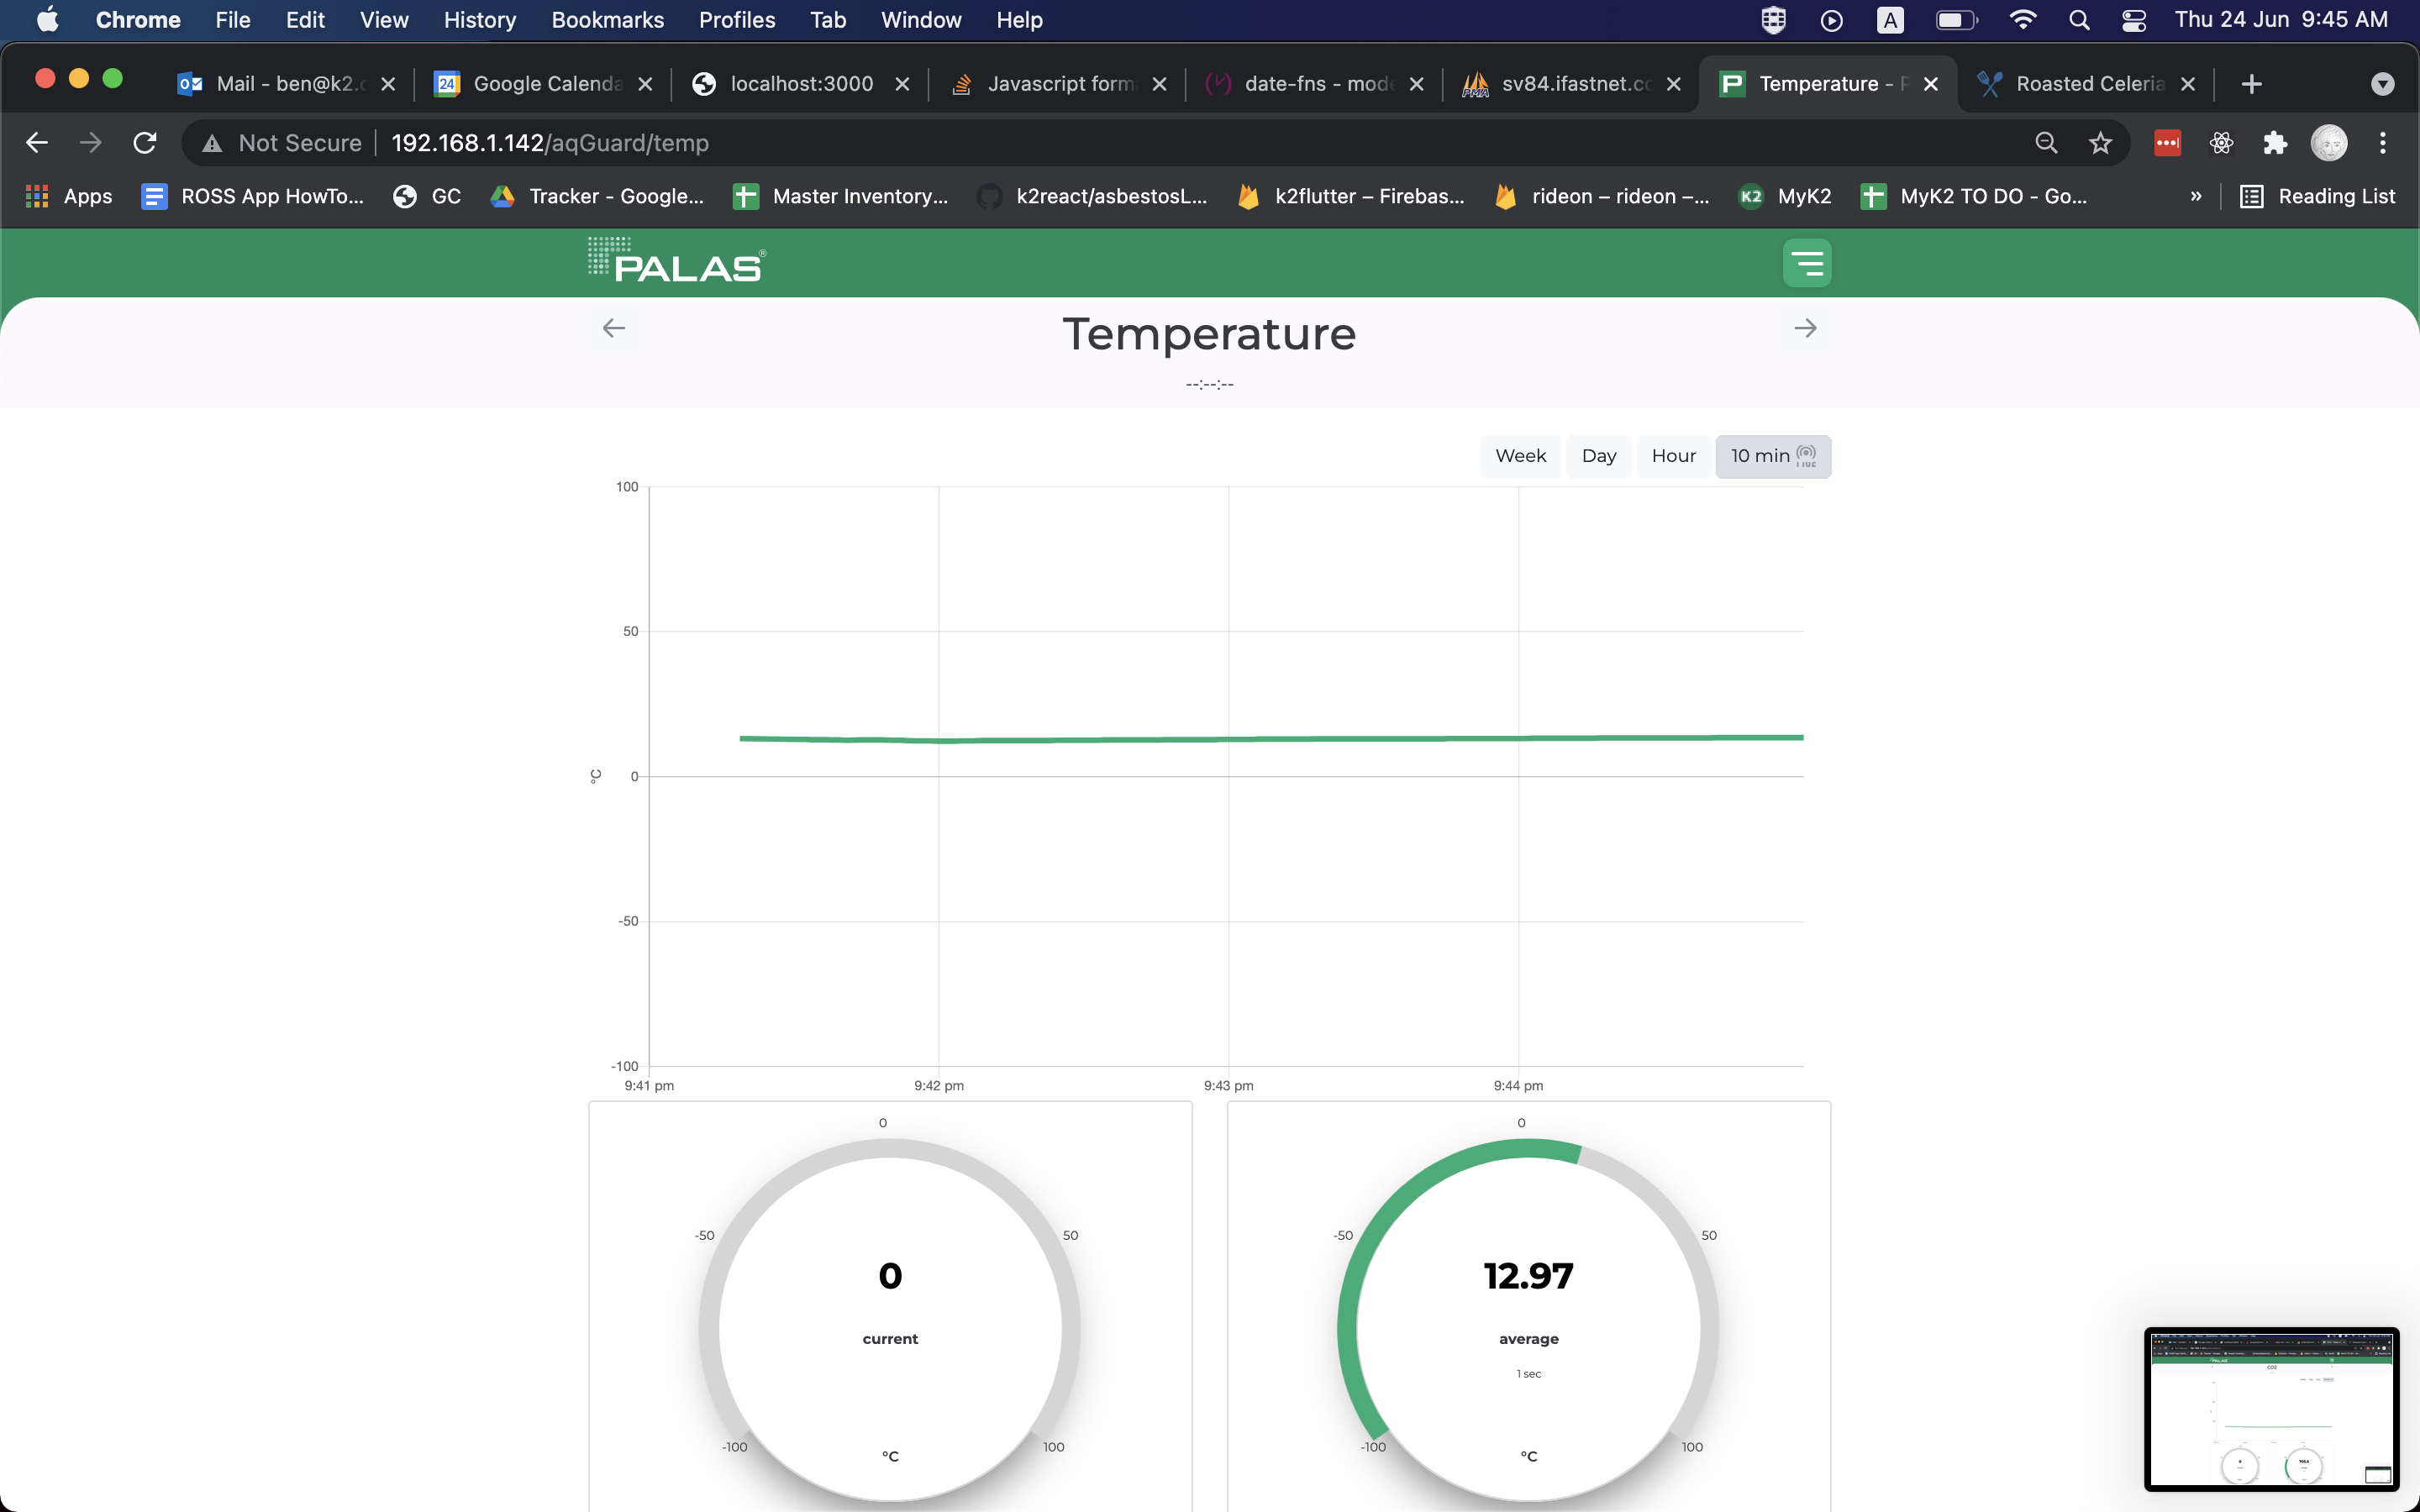 Chrome File Edit View History Bookmarks Profiles Tab Window Help A Thu 24 Jun 9:45 AM
Mail - ben@k2.c 24 Google Calenda localhost:3000 Javascript form date-fns - mode PMA sv84.ifastnet.co Temperature - P Roasted Celeria
Not Secure 192.168.1.142/aqGuard/temp
Apps ROSS App HowTo... GC Tracker - Google... Master Inventory... k2react/asbestosL... k2flutter – Firebas... rideon – rideon –... K2 MyK2 MyK2 TO DO - Go... » Reading List
PALAS®
Temperature
--:--:--
Week Day Hour 10 min LIVE
100
50
°C 0
-50
-100
9:41 pm 9:42 pm 9:43 pm 9:44 pm
0 0
-50 50 -50 50
0 12.97
current average
1 sec
-100 100 -100 100
°C °C